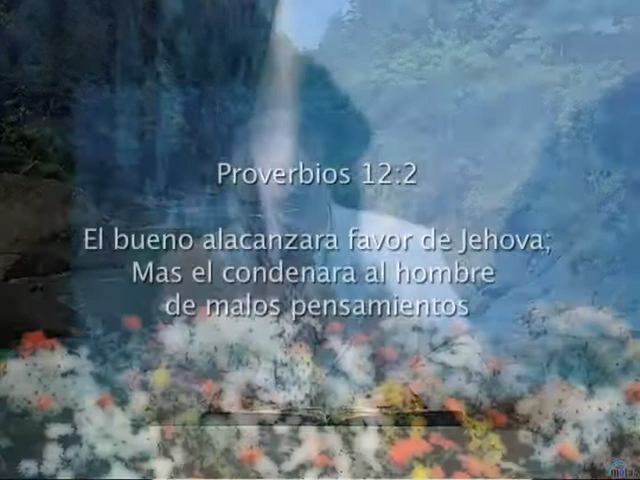 Proverbios 12:2
El bueno alacanzara favor de Jehova;
Mas el condenara al hombre
de malos pensamientos